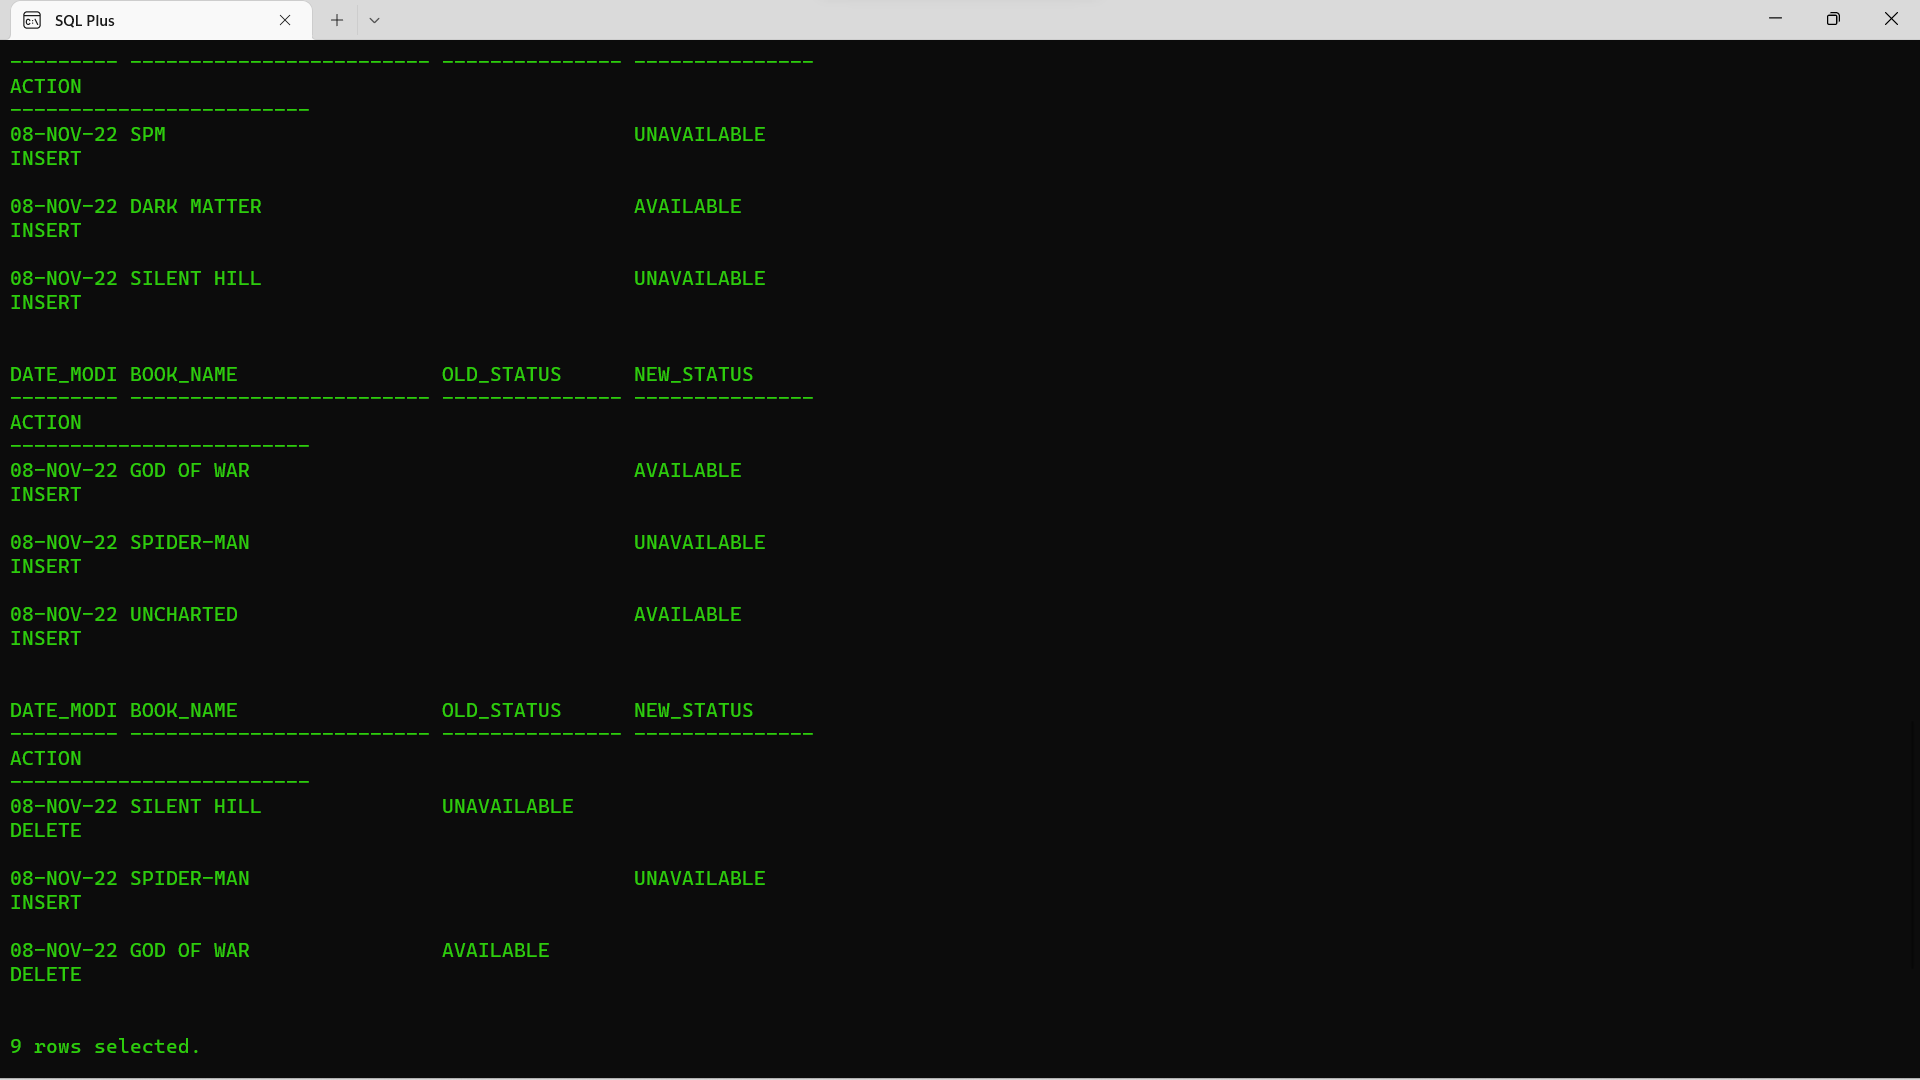 SQL Plus
--------- ------------------------- --------------- ---------------
ACTION
-------------------------
08-NOV-22 SPM                                       UNAVAILABLE
INSERT
08-NOV-22 DARK MATTER                               AVAILABLE
INSERT
08-NOV-22 SILENT HILL                               UNAVAILABLE
INSERT
DATE_MODI BOOK_NAME                 OLD_STATUS      NEW_STATUS
--------- ------------------------- --------------- ---------------
ACTION
-------------------------
08-NOV-22 GOD OF WAR                                AVAILABLE
INSERT
08-NOV-22 SPIDER-MAN                                UNAVAILABLE
INSERT
08-NOV-22 UNCHARTED                                 AVAILABLE
INSERT
DATE_MODI BOOK_NAME                 OLD_STATUS      NEW_STATUS
--------- ------------------------- --------------- ---------------
ACTION
-------------------------
08-NOV-22 SILENT HILL               UNAVAILABLE
DELETE
08-NOV-22 SPIDER-MAN                                UNAVAILABLE
INSERT
08-NOV-22 GOD OF WAR                AVAILABLE
DELETE
9 rows selected.